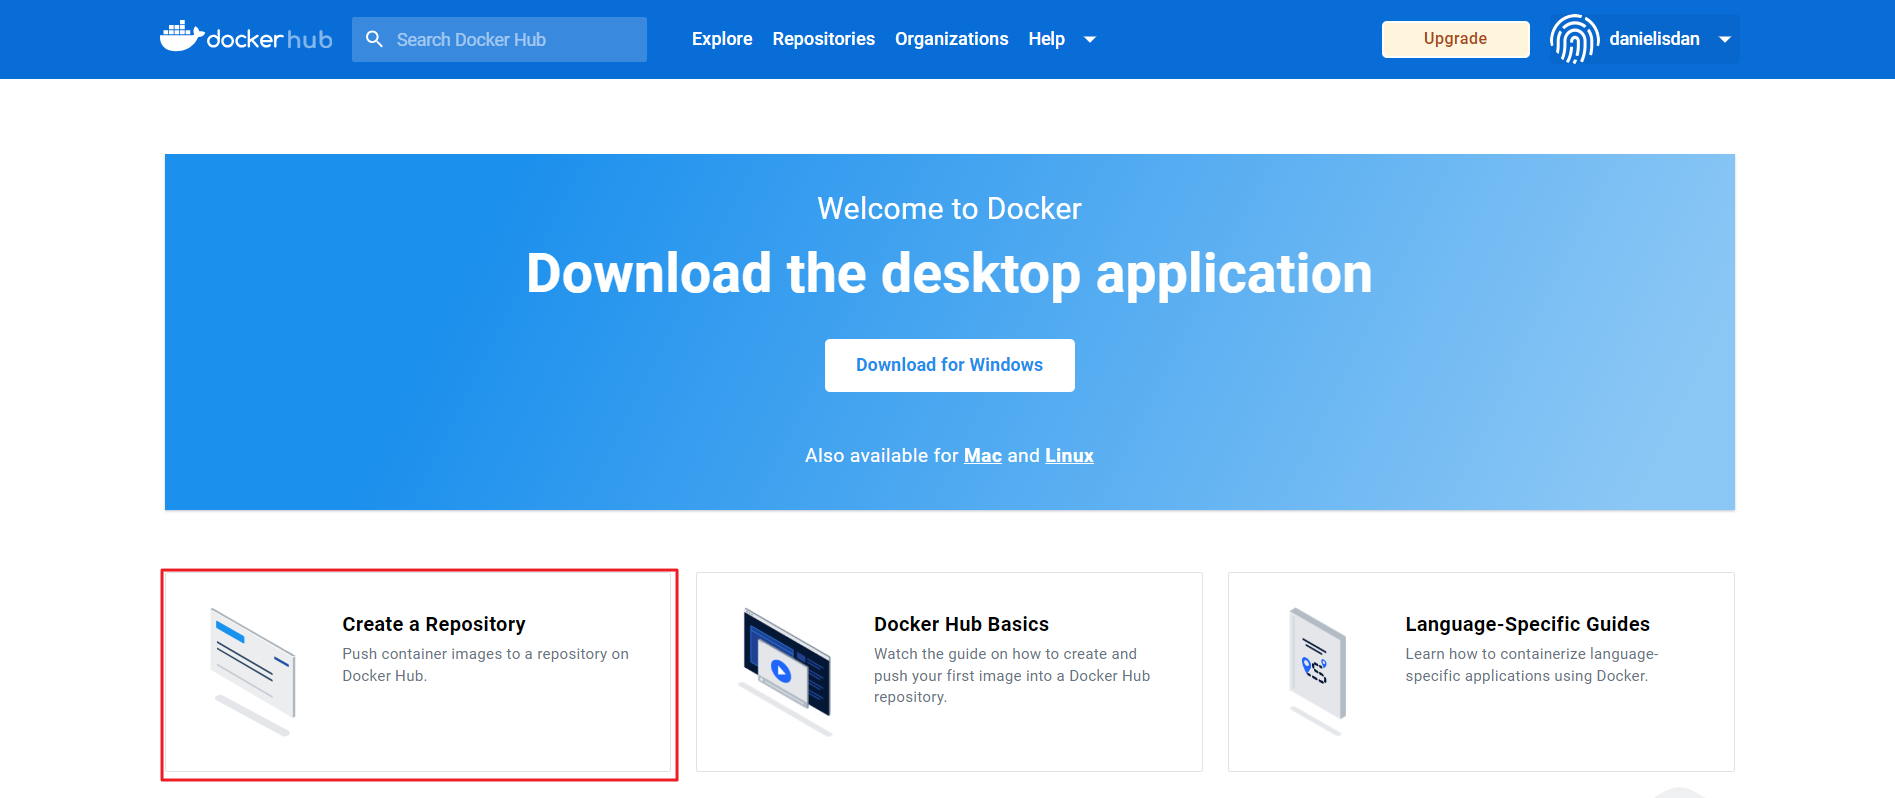 dockerhub
Search Docker Hub
Explore Repositories Organizations Help
Upgrade
danielisdan
Welcome to Docker
Download the desktop application
Download for Windows
Also available for Mac and Linux
Create a Repository
Push container images to a repository on
Docker Hub.
Docker Hub Basics
Watch the guide on how to create and
push your first image into a Docker Hub
repository.
Language-Specific Guides
Learn how to containerize language-
specific applications using Docker.